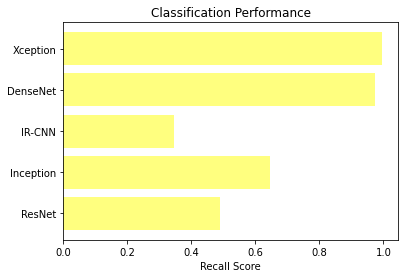 Classification Performance
Xception
DenseNet
IR-CNN
Inception
ResNet
0.0 0.2 0.4 0.6 0.8 1.0
Recall Score